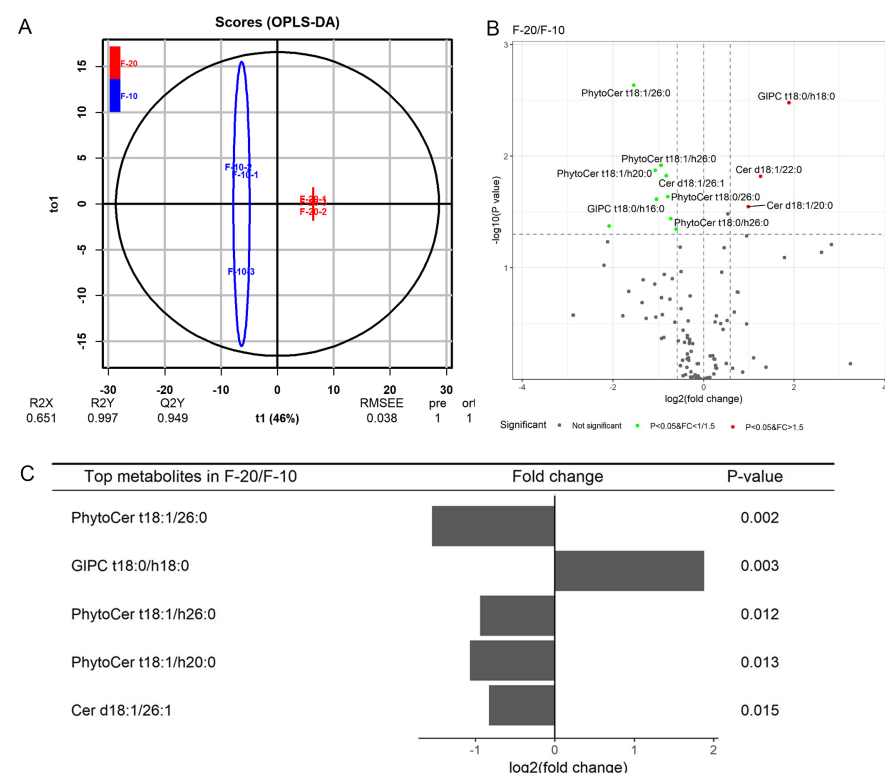 A
Scores (OPLS-DA)
F-20
F-10
to1
15
10
5
0
-5
-10
-15
F-10-2
F-10-1
F-10-3
F-20-2
-30 -20 -10 0 10 20 30
R2X R2Y Q2Y RMSEE pre ort
0.651 0.997 0.949 t1 (46%) 0.038 1 1
B
F-20/F-10
-log10(P value)
3
2
1
PhytoCer t18:1/26:0
GIPC t18:0/h18:0
PhytoCer t18:1/h26:0
PhytoCer t18:1/h20:0
Cer d18:1/22:0
Cer d18:1/26:1
PhytoCer t18:0/26:0
Cer d18:1/20:0
GIPC t18:0/h16:0
PhytoCer t18:0/h26:0
-4 -2 0 2 4
log2(fold change)
Significant Not significant P<0.05&FC<1/1.5 P<0.05&FC>1.5
C
Top metabolites in F-20/F-10 Fold change P-value
PhytoCer t18:1/26:0 0.002
GIPC t18:0/h18:0 0.003
PhytoCer t18:1/h26:0 0.012
PhytoCer t18:1/h20:0 0.013
Cer d18:1/26:1 0.015
-1 0 1 2
log2(fold change)